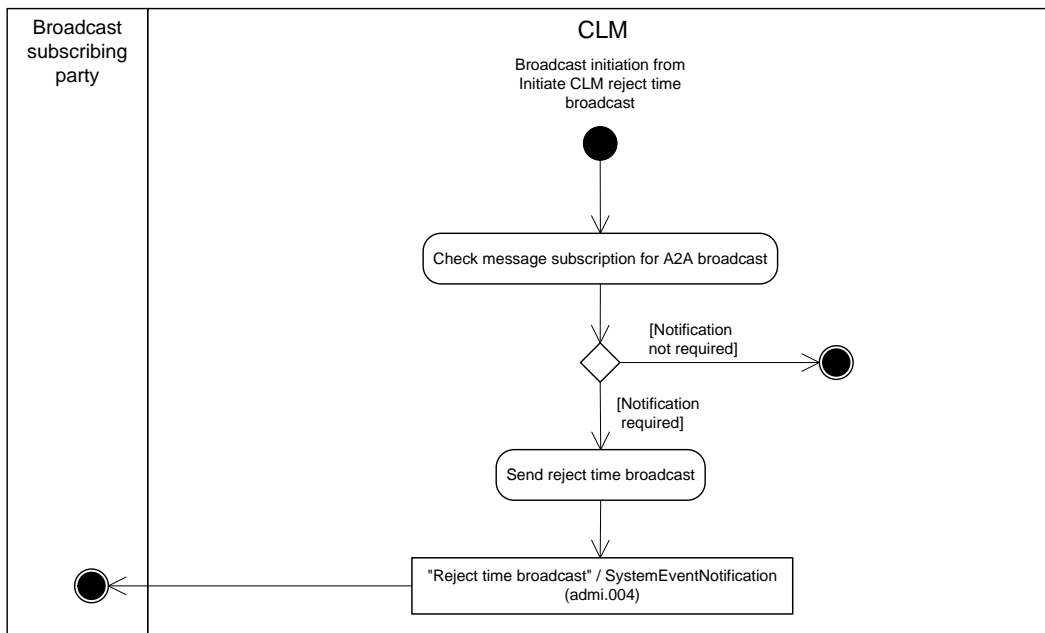 Broadcast
subscribing
party
CLM
Broadcast initiation from
Initiate CLM reject time
broadcast
Check message subscription for A2A broadcast
[Notification
not required]
[Notification
required]
Send reject time broadcast
"Reject time broadcast" / SystemEventNotification
(admi.004)